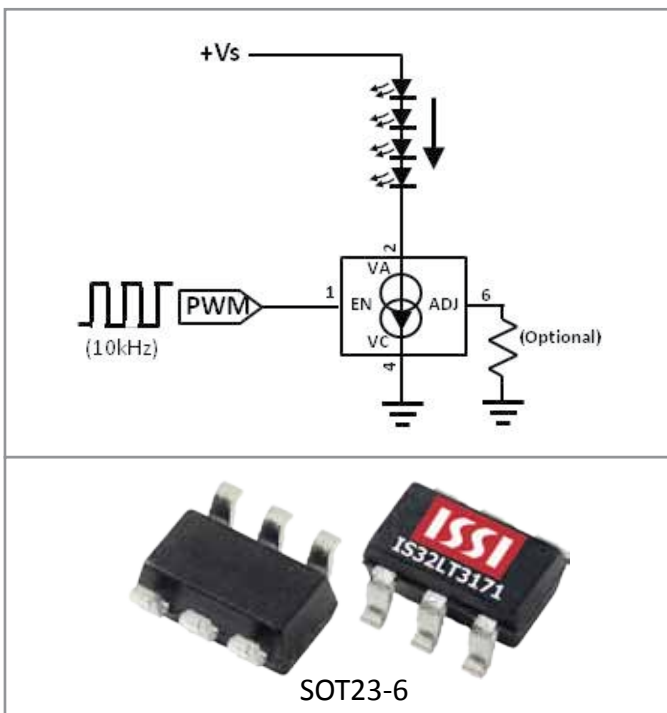 +Vs
2
VA
1
EN
ADJ
6
PWM
(10kHz)
VC
4
(Optional)
ISSI
IS32LT3171
SOT23-6